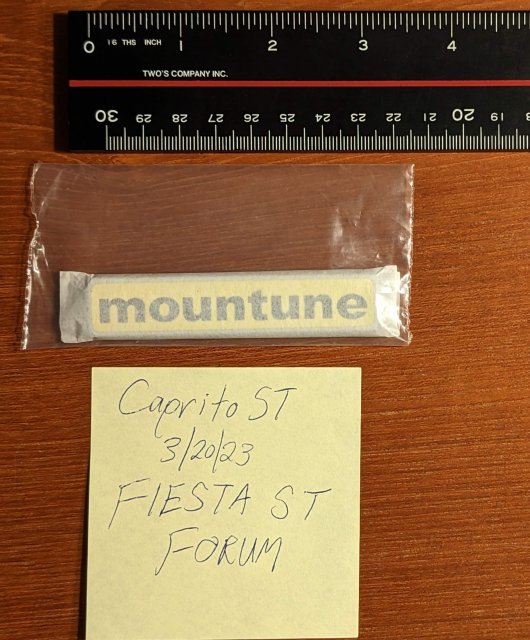 0 16 THS INCH 1 2 3 4
TWO'S COMPANY INC.
30 29 28 27 26 25 24 23 22 21 20 19
mountune
Caprito ST
3/20/23
FIESTA ST
FORUM